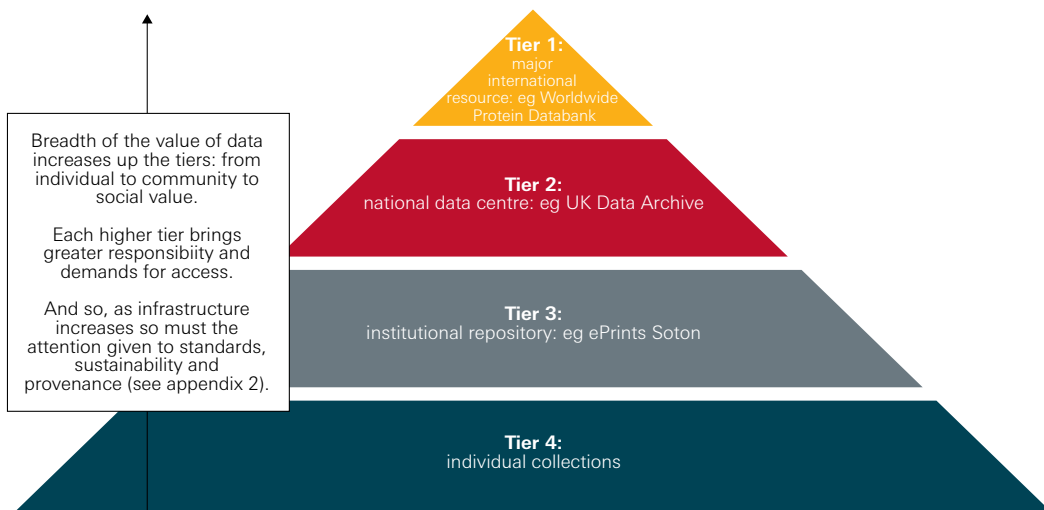 Tier 1:
major
international
resource: eg Worldwide
Protein Databank
Breadth of the value of data
increases up the tiers: from
individual to community to
social value.
Each higher tier brings
greater responsibiity and
demands for access.
And so, as infrastructure
increases so must the
attention given to standards,
sustainability and
provenance (see appendix 2).
Tier 2:
national data centre: eg UK Data Archive
Tier 3:
institutional repository: eg ePrints Soton
Tier 4:
individual collections